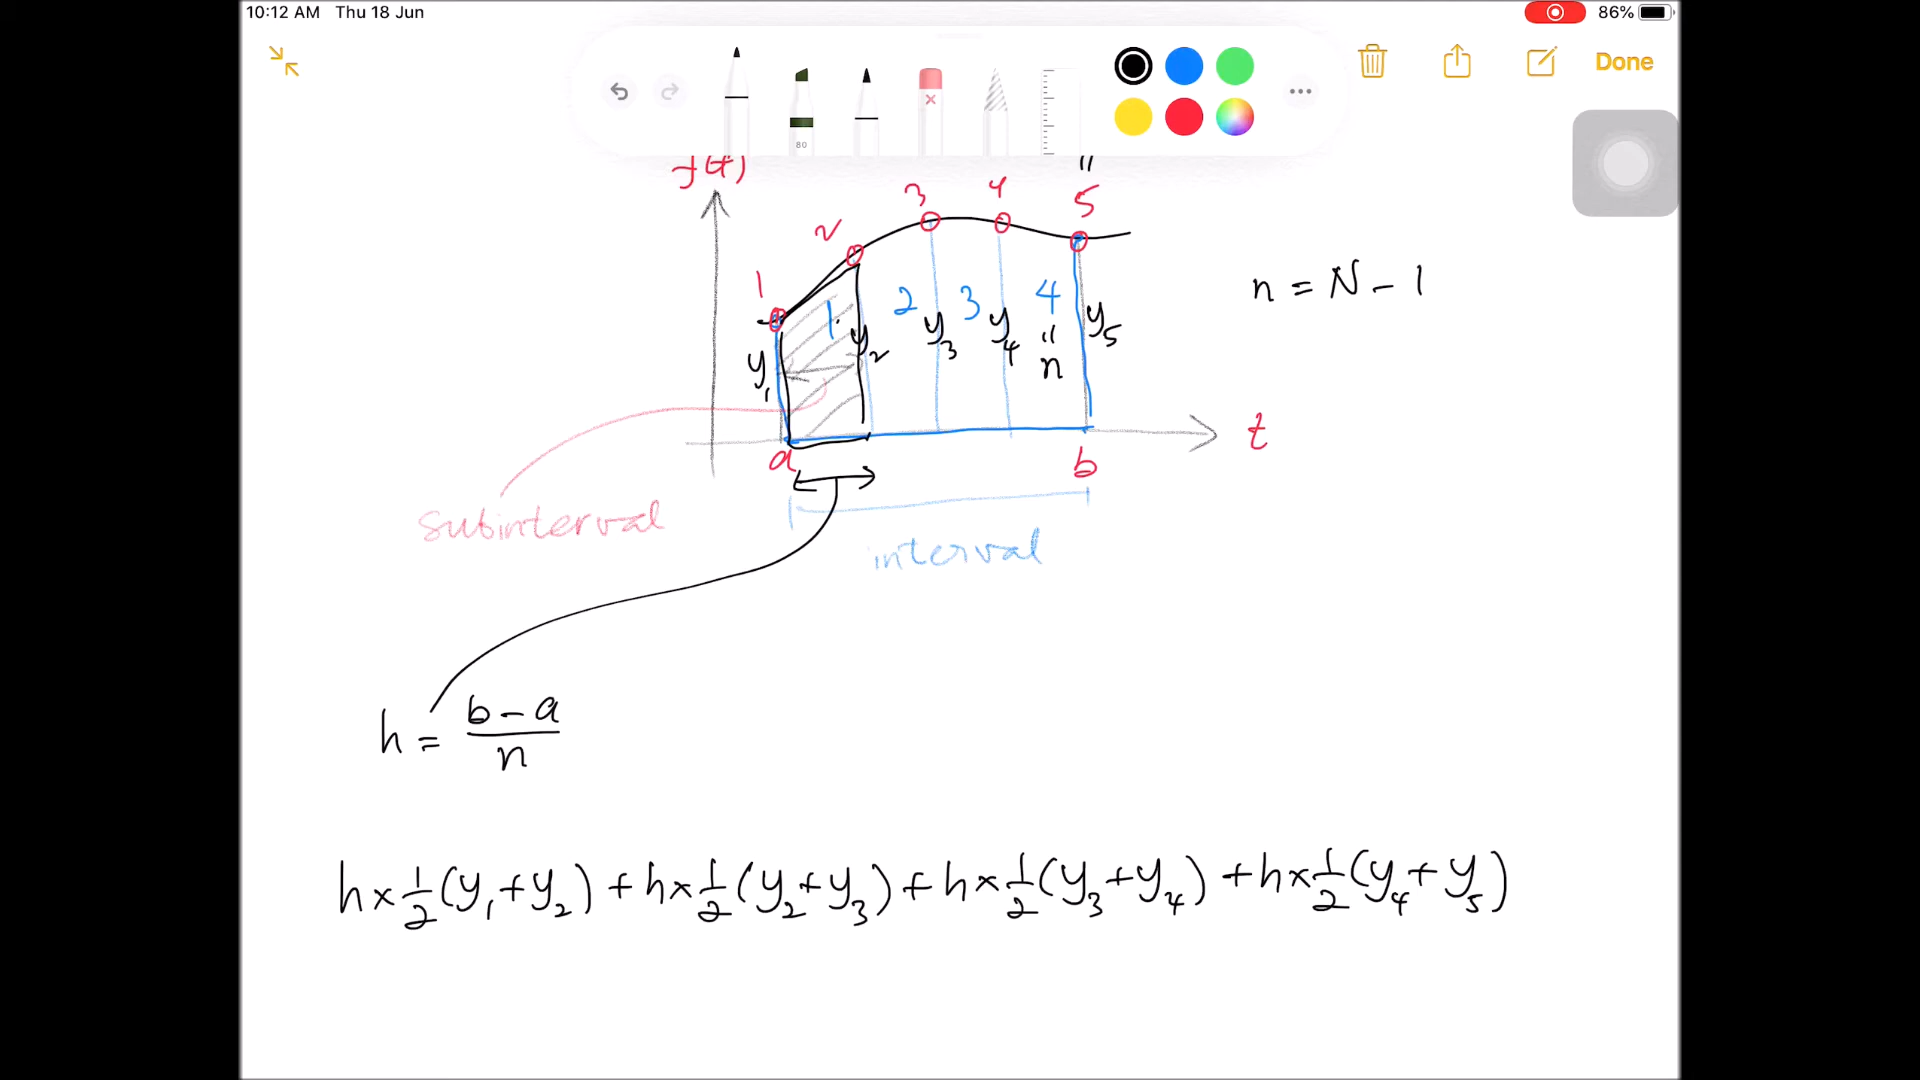 10:12 AM Thu 18 Jun 86%
Done
80
f(t)
"
1 2 3 4 5
n = N - 1
1 2 3 4
y₁ y₂ y₃ y₄ " y₅
n
t
a b
subinterval
interval
h = (b - a)/n
h × 1/2 (y₁ + y₂) + h × 1/2 (y₂ + y₃) + h × 1/2 (y₃ + y₄) + h × 1/2 (y₄ + y₅)